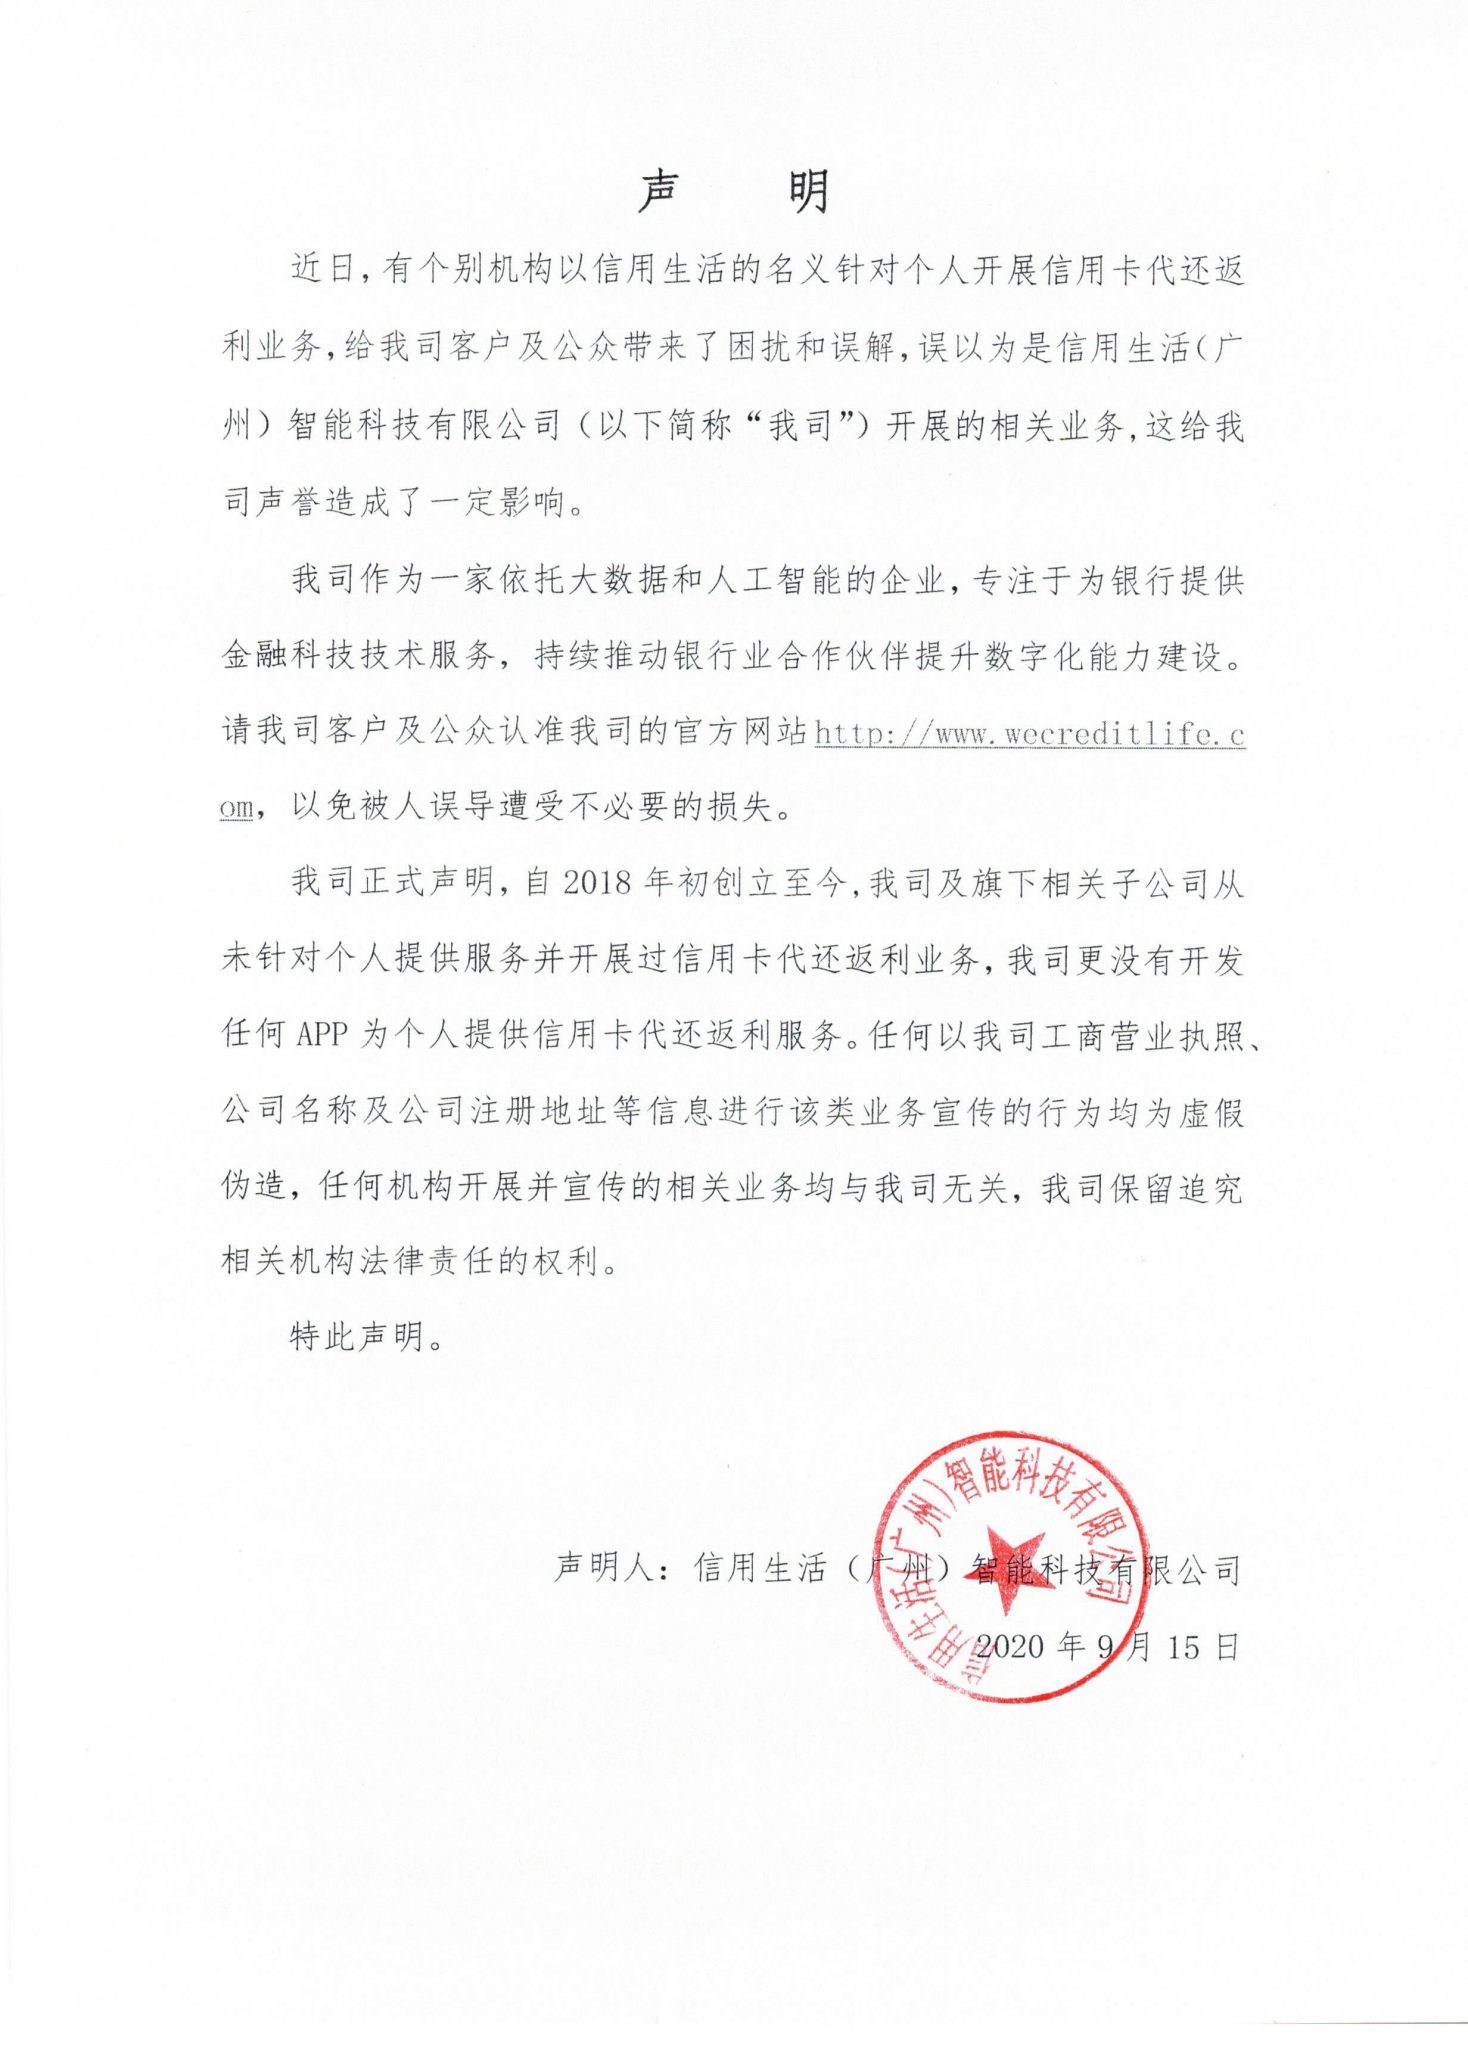 声 明
近日，有个别机构以信用生活的名义针对个人开展信用卡代还返
利业务，给我司客户及公众带来了困扰和误解，误以为是信用生活（广
州）智能科技有限公司（以下简称“我司”）开展的相关业务，这给我
司声誉造成了一定影响。
我司作为一家依托大数据和人工智能的企业，专注于为银行提供
金融科技技术服务，持续推动银行业合作伙伴提升数字化能力建设。
请我司客户及公众认准我司的官方网站http://www.wecreditlife.c
om，以免被人误导遭受不必要的损失。
我司正式声明，自 2018 年初创立至今，我司及旗下相关子公司从
未针对个人提供服务并开展过信用卡代还返利业务，我司更没有开发
任何 APP 为个人提供信用卡代还返利服务。任何以我司工商营业执照、
公司名称及公司注册地址等信息进行该类业务宣传的行为均为虚假
伪造，任何机构开展并宣传的相关业务均与我司无关，我司保留追究
相关机构法律责任的权利。
特此声明。
声明人：信用生活（广州）智能科技有限公司
2020 年 9 月 15 日
信用生活(广州)智能科技有限公司